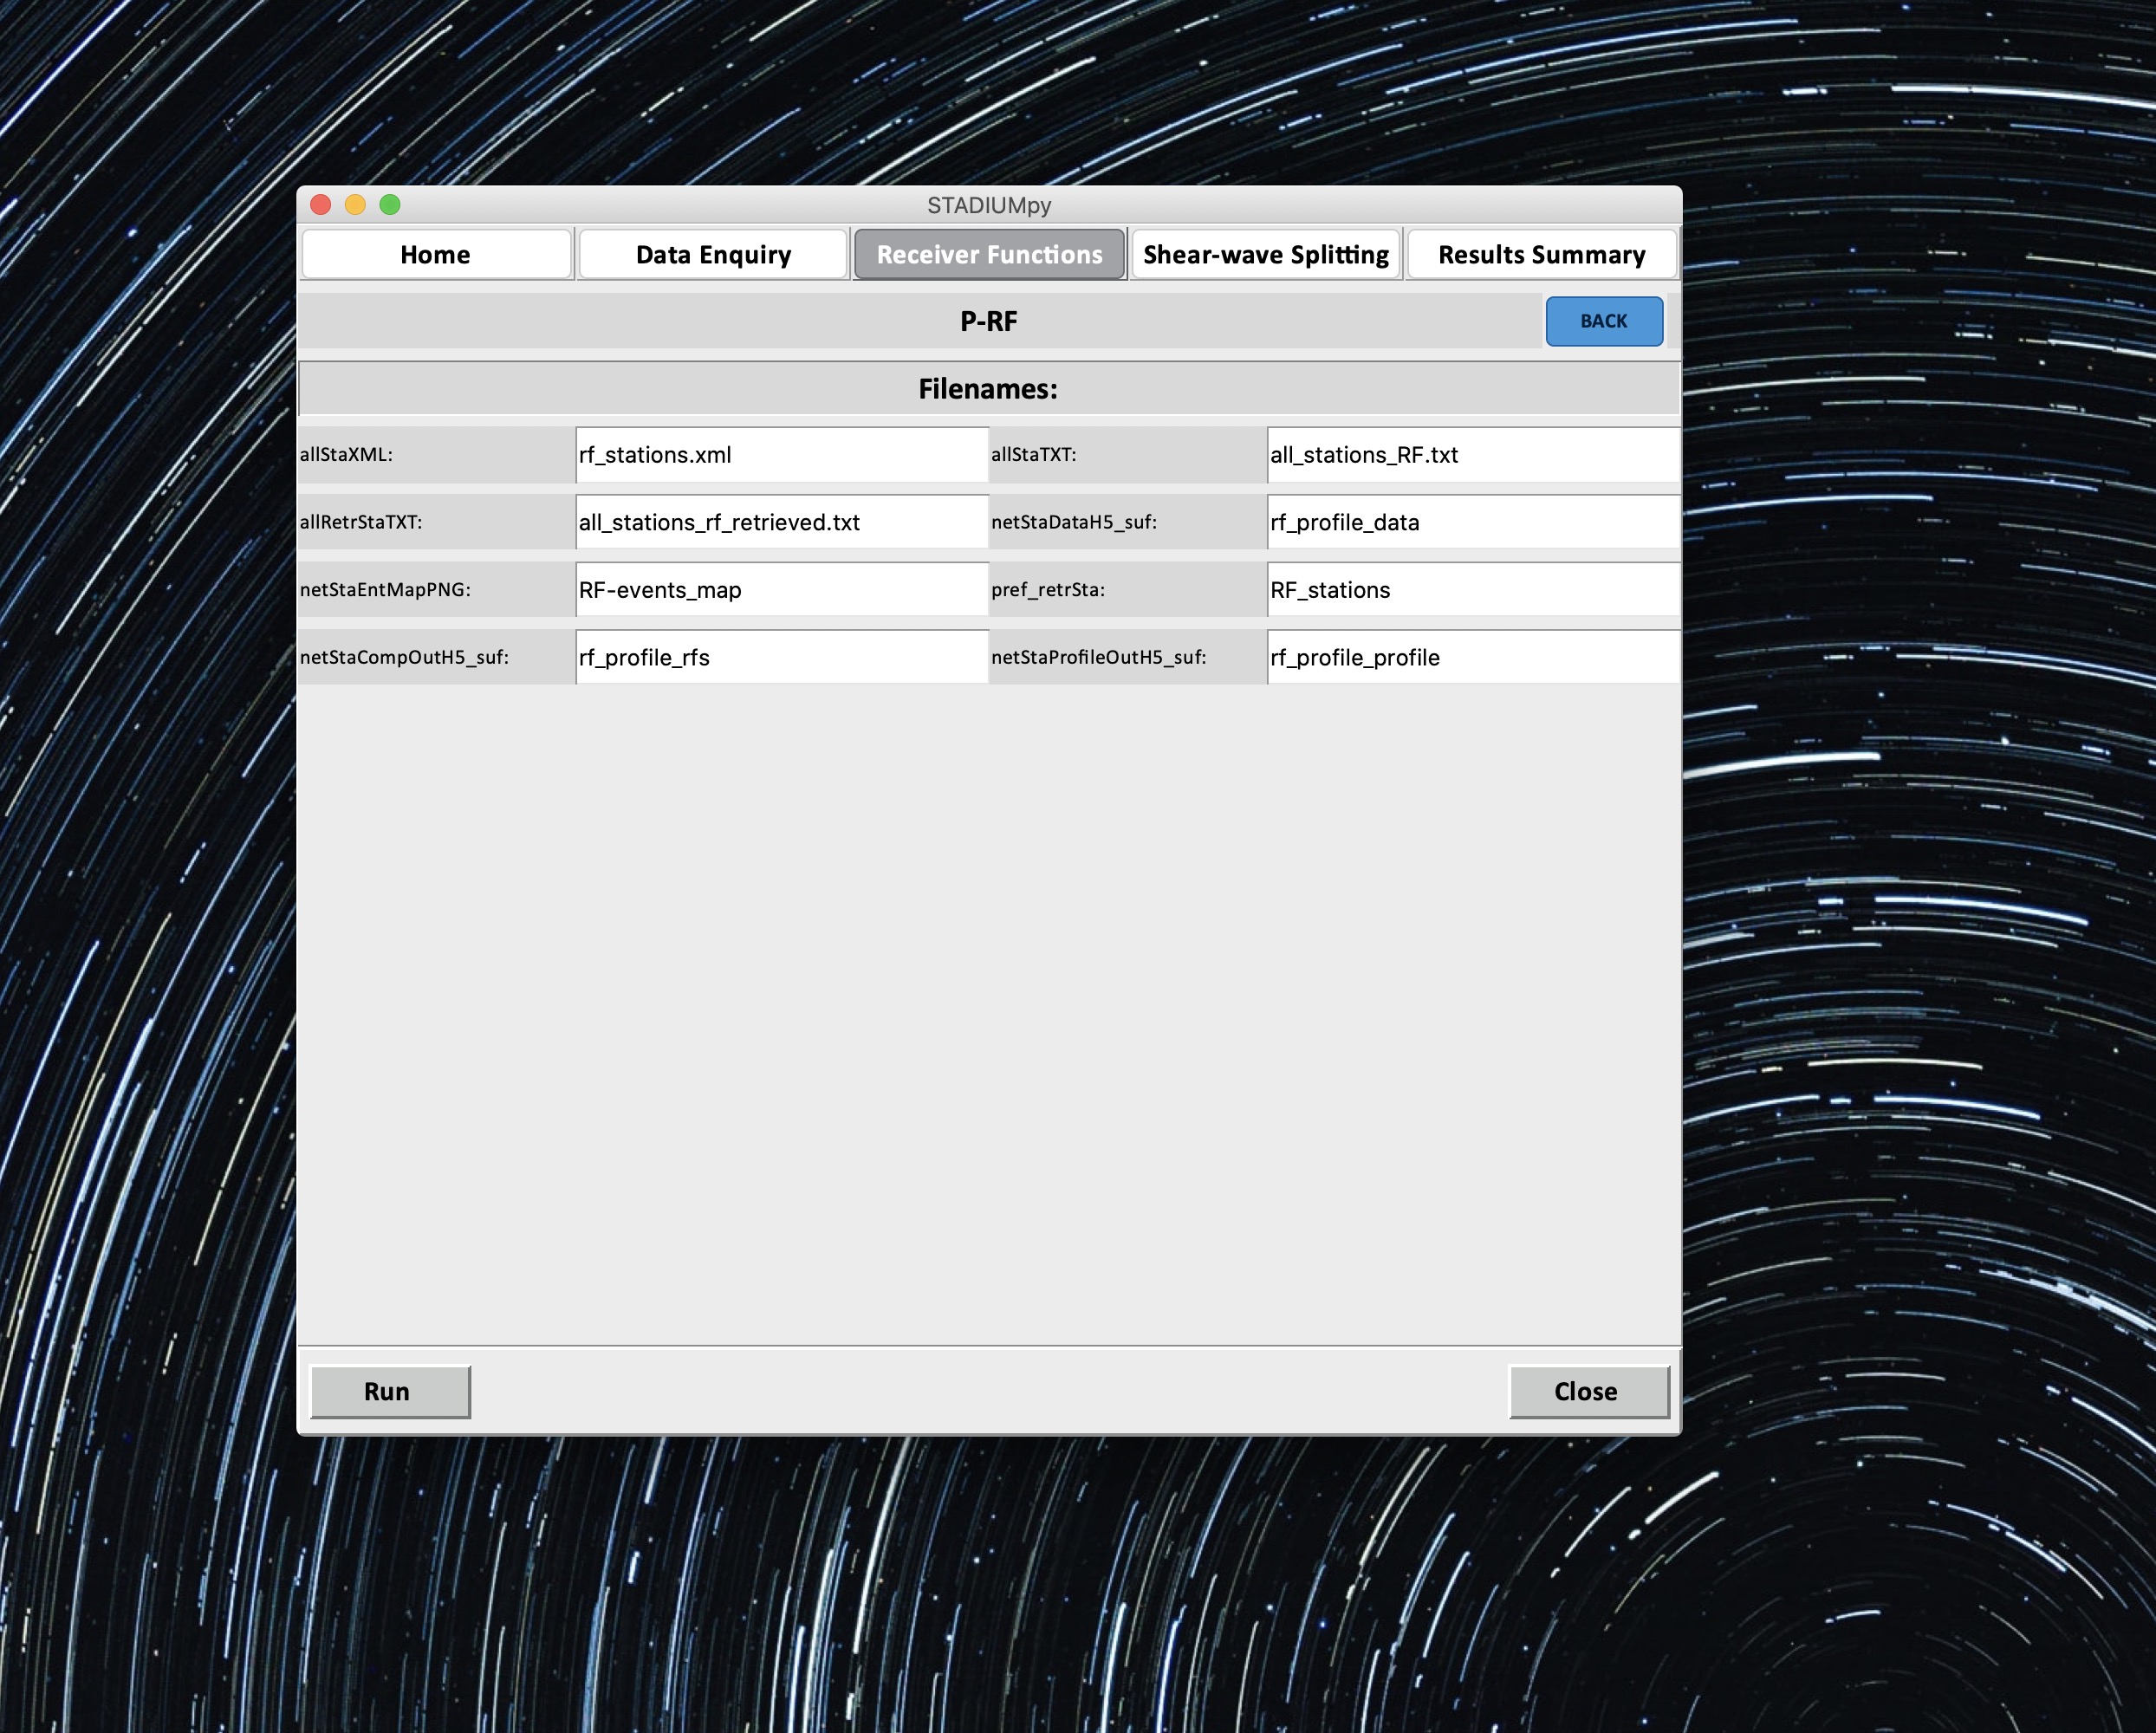 STADIUMpy
Home Data Enquiry Receiver Functions Shear-wave Splitting Results Summary
P-RF BACK
Filenames:
allStaXML: rf_stations.xml allStaTXT: all_stations_RF.txt
allRetrStaTXT: all_stations_rf_retrieved.txt netStaDataH5_suf: rf_profile_data
netStaEntMapPNG: RF-events_map pref_retrSta: RF_stations
netStaCompOutH5_suf: rf_profile_rfs netStaProfileOutH5_suf: rf_profile_profile
Run Close